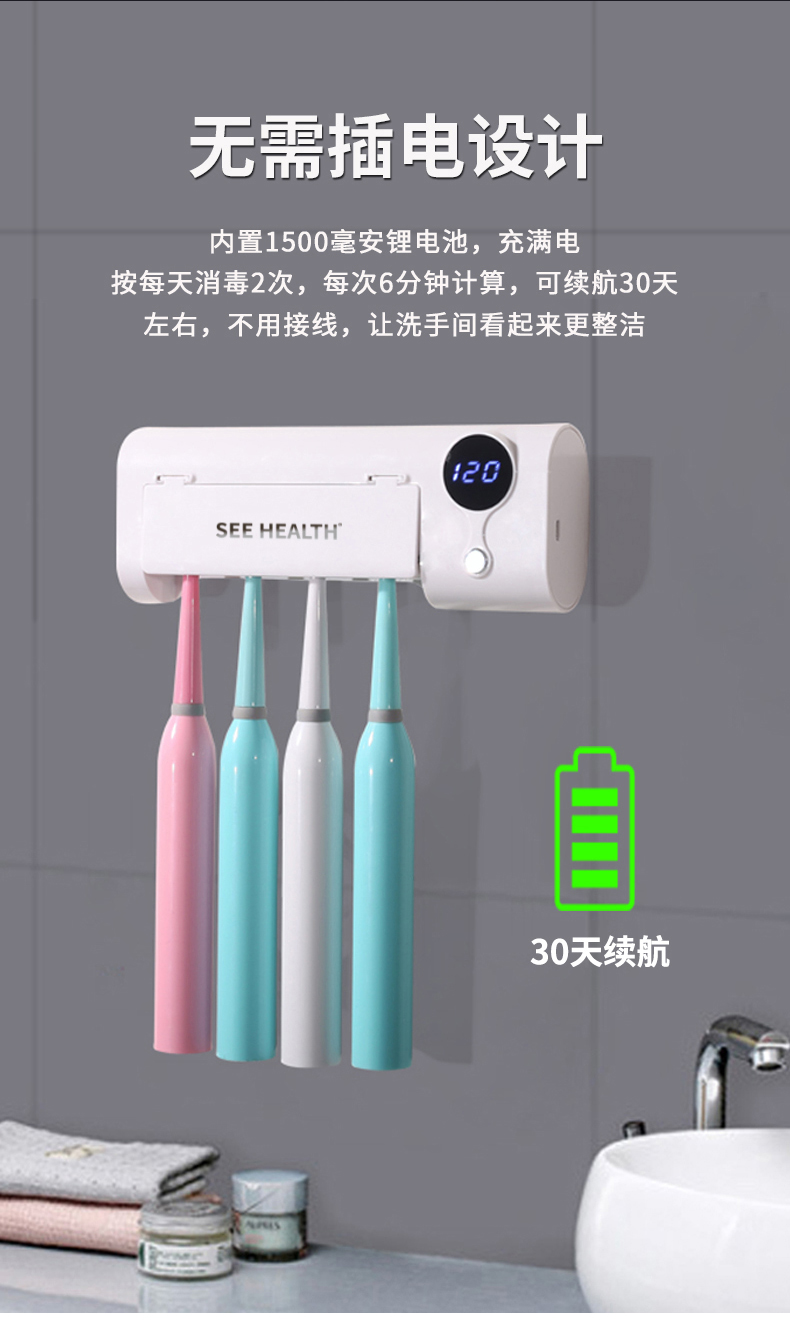 无需插电设计
内置1500毫安锂电池，充满电
按每天消毒2次，每次6分钟计算，可续航30天
左右，不用接线，让洗手间看起来更整洁
120
SEE HEALTH
30天续航